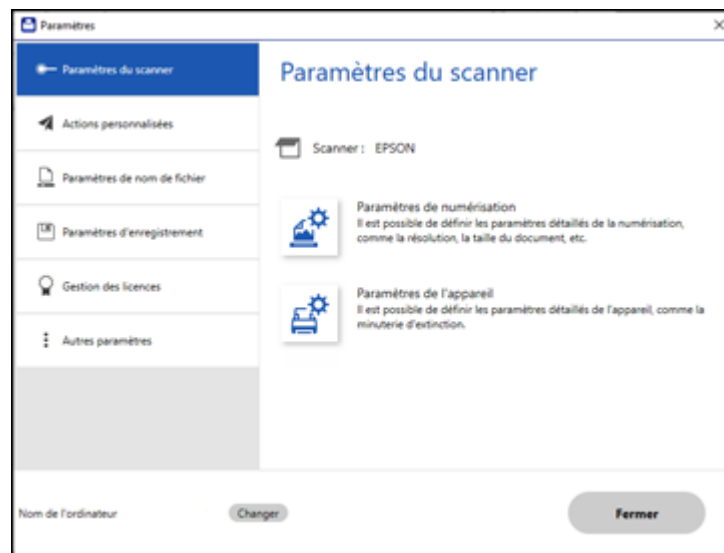 Paramètres
Paramètres du scanner
Actions personnalisées
Paramètres de nom de fichier
Paramètres d'enregistrement
Gestion des licences
Autres paramètres
Paramètres du scanner
Scanner : EPSON
Paramètres de numérisation
Il est possible de définir les paramètres détaillés de la numérisation,
comme la résolution, la taille du document, etc.
Paramètres de l'appareil
Il est possible de définir les paramètres détaillés de l'appareil, comme la
minuterie d'extinction.
Nom de l'ordinateur
Changer
Fermer